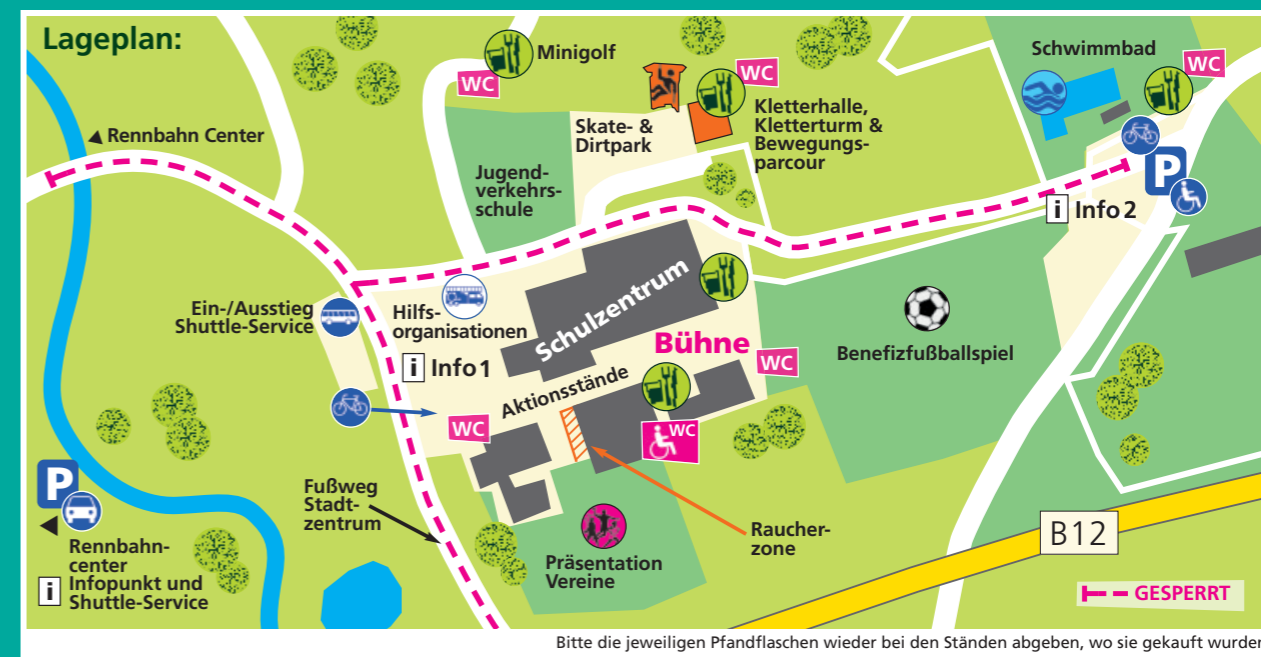 Lageplan:
Minigolf
WC
WC
Schwimmbad
WC
Rennbahn Center
Skate- &
Dirtpark
Kletterhalle,
Kletterturm &
Bewegungs-
parcour
Jugend-
verkehrs-
schule
P
i Info 2
Ein-/Ausstieg
Shuttle-Service
Hilfs-
organisationen
Schulzentrum
i Info 1
Bühne
WC
Benefizfußballspiel
Aktionsstände
WC
WC
P
Fußweg
Stadt-
zentrum
Raucher-
zone
B12
Rennbahn-
center
i Infopunkt und
Shuttle-Service
Präsentation
Vereine
GESPERRT
Bitte die jeweiligen Pfandflaschen wieder bei den Ständen abgeben, wo sie gekauft wurden